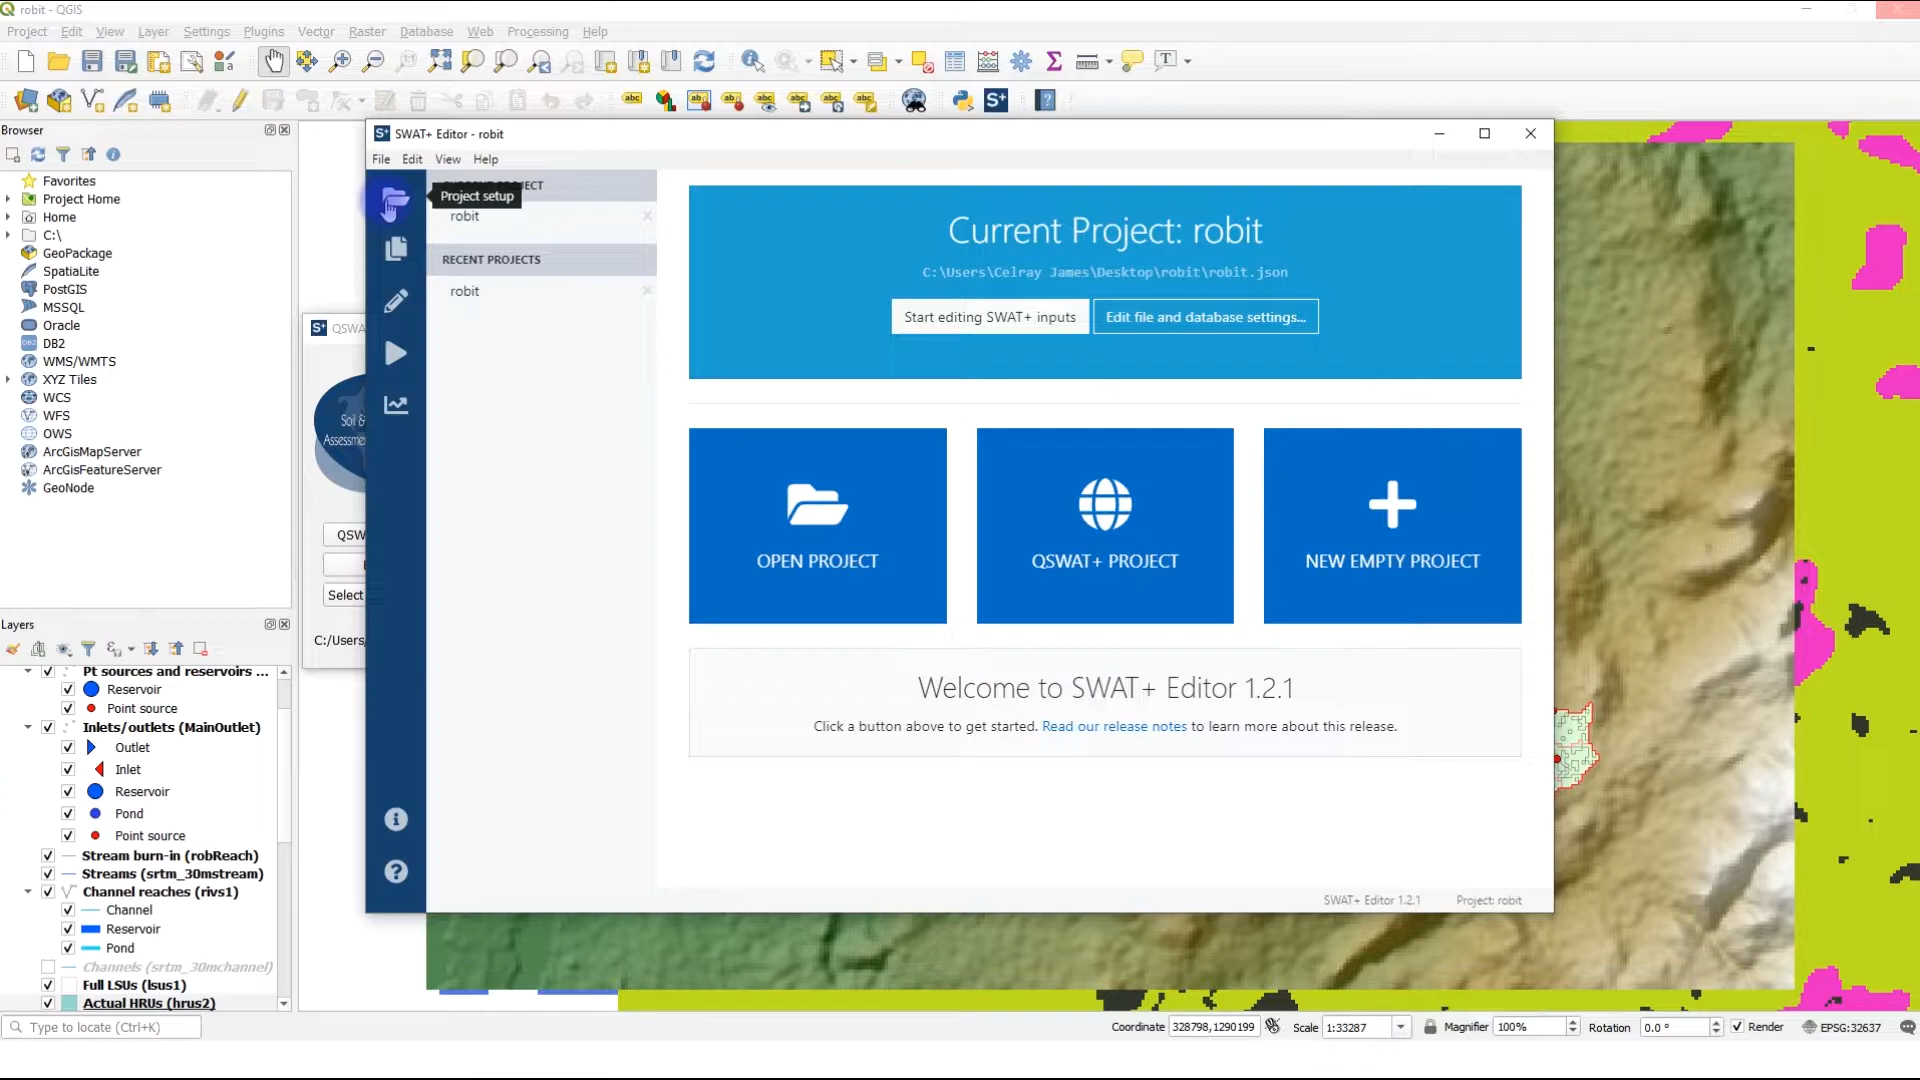 robit - QGIS
Project Edit View Layer Settings Plugins Vector Raster Database Web Processing Help
Browser
Favorites
Project Home
Home
C:\
GeoPackage
SpatiaLite
PostGIS
MSSQL
Oracle
DB2
WMS/WMTS
XYZ Tiles
WCS
WFS
OWS
ArcGisMapServer
ArcGisFeatureServer
GeoNode
Layers
Pt sources and reservoirs ...
Reservoir
Point source
Inlets/outlets (MainOutlet)
Outlet
Inlet
Reservoir
Pond
Point source
Stream burn-in (robReach)
Streams (srtm_30mstream)
Channel reaches (rivs1)
Channel
Reservoir
Pond
Channels (srtm_30mchannel)
Full LSUs (lsus1)
Actual HRUs (hrus2)
Type to locate (Ctrl+K)
QSWA
Soil &
Assessme
QSW
Select
C:/Users,
SWAT+ Editor - robit
File Edit View Help
Project setup
robit
RECENT PROJECTS
robit
Current Project: robit
C:\Users\Celray James\Desktop\robit\robit.json
Start editing SWAT+ inputs
Edit file and database settings...
OPEN PROJECT
QSWAT+ PROJECT
NEW EMPTY PROJECT
Welcome to SWAT+ Editor 1.2.1
Click a button above to get started. Read our release notes to learn more about this release.
SWAT+ Editor 1.2.1 Project: robit
Coordinate 328798,1290199 Scale 1:33287 Magnifier 100% Rotation 0.0 ° Render EPSG:32637